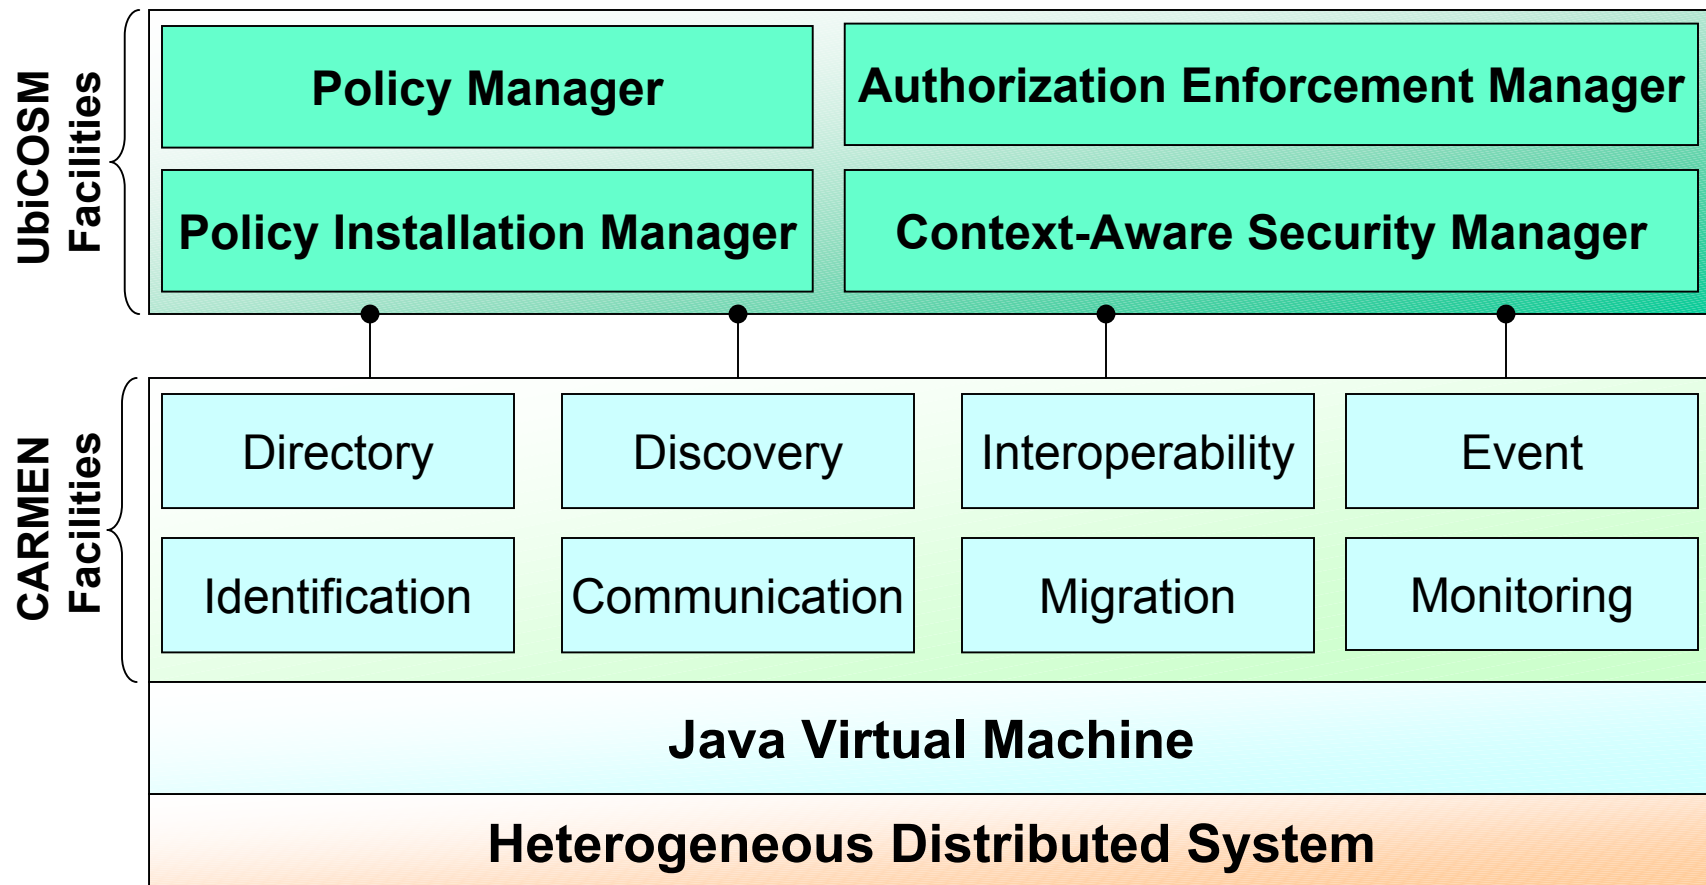 UbiCOSM
Facilities
Policy Manager
Authorization Enforcement Manager
Policy Installation Manager
Context-Aware Security Manager
CARMEN
Facilities
Directory
Discovery
Interoperability
Event
Identification
Communication
Migration
Monitoring
Java Virtual Machine
Heterogeneous Distributed System